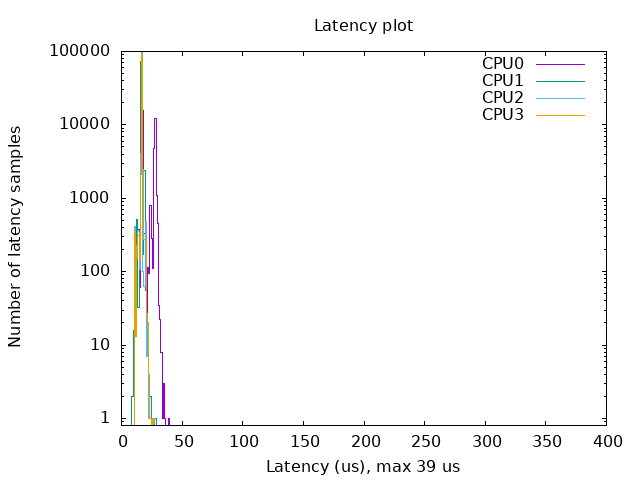 Latency plot
100000
10000
1000
100
10
1
Number of latency samples
CPU0
CPU1
CPU2
CPU3
0 50 100 150 200 250 300 350 400
Latency (us), max 39 us